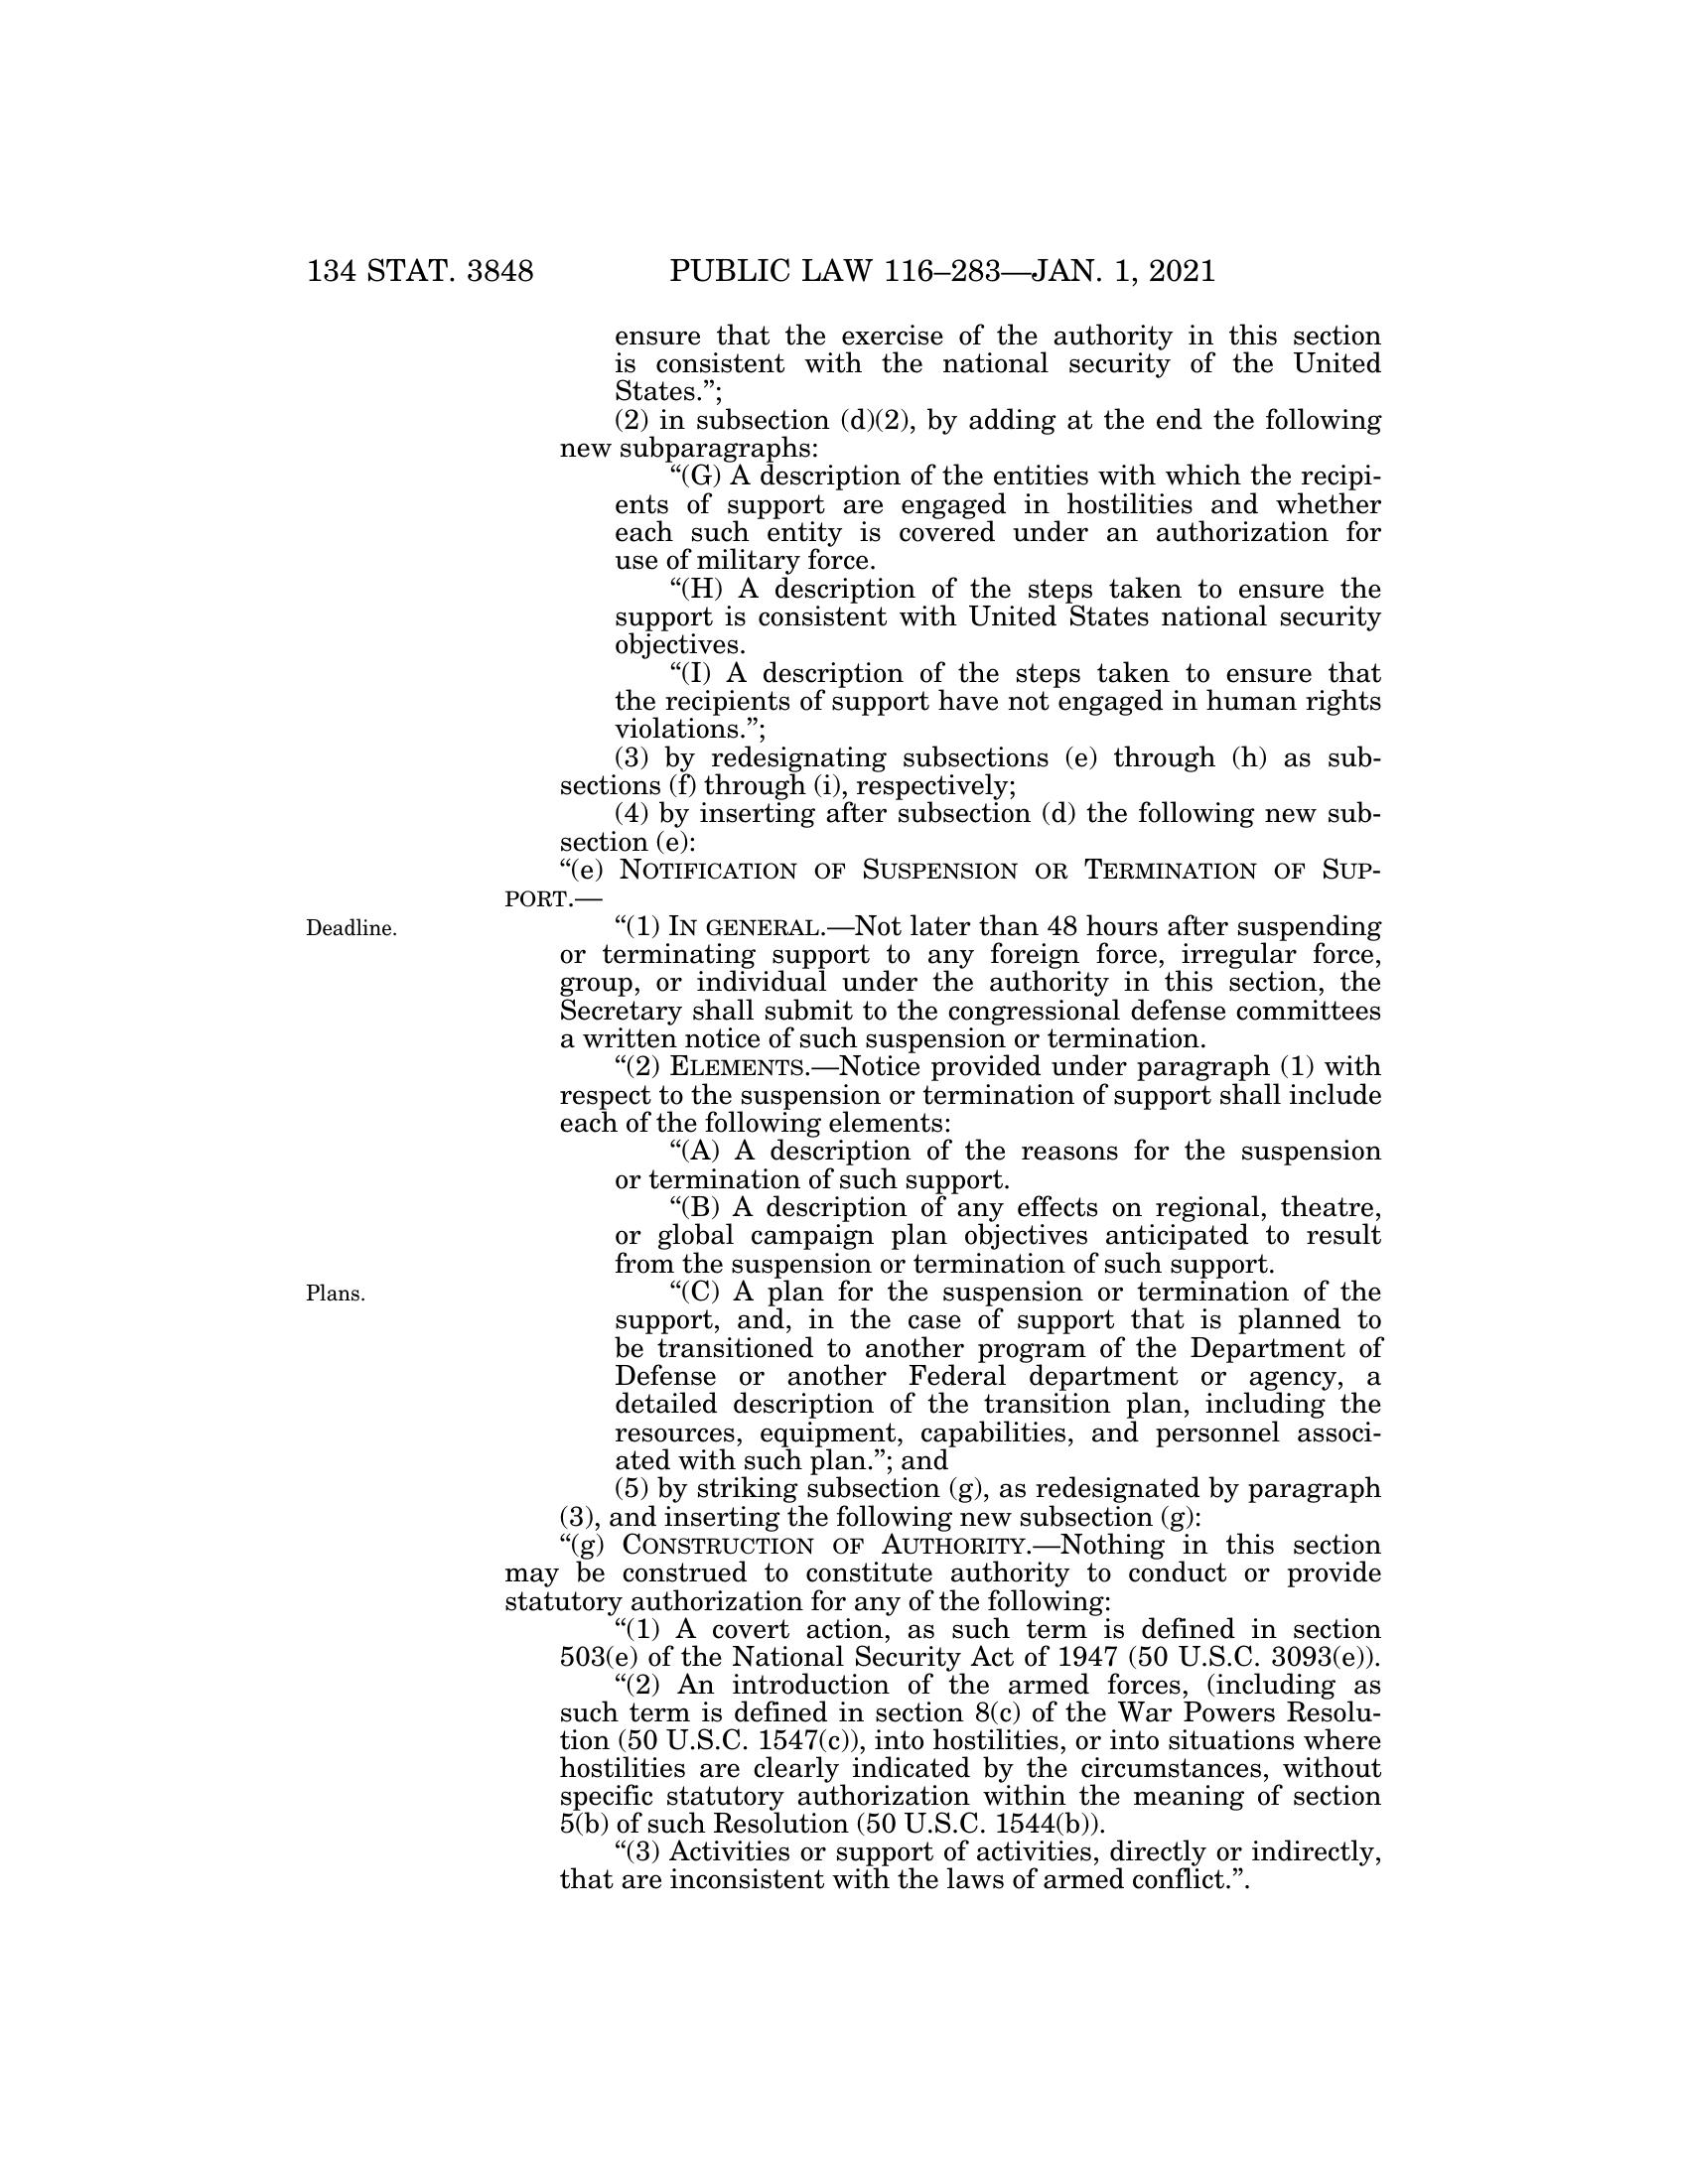 134 STAT. 3848
PUBLIC LAW 116–283—JAN. 1, 2021
ensure that the exercise of the authority in this section
is consistent with the national security of the United
States.”;
(2) in subsection (d)(2), by adding at the end the following
new subparagraphs:
“(G) A description of the entities with which the recipi-
ents of support are engaged in hostilities and whether
each such entity is covered under an authorization for
use of military force.
“(H) A description of the steps taken to ensure the
support is consistent with United States national security
objectives.
“(I) A description of the steps taken to ensure that
the recipients of support have not engaged in human rights
violations.”;
(3) by redesignating subsections (e) through (h) as sub-
sections (f) through (i), respectively;
(4) by inserting after subsection (d) the following new sub-
section (e):
“(e) NOTIFICATION OF SUSPENSION OR TERMINATION OF SUP-
PORT.—
Deadline.
“(1) IN GENERAL.—Not later than 48 hours after suspending
or terminating support to any foreign force, irregular force,
group, or individual under the authority in this section, the
Secretary shall submit to the congressional defense committees
a written notice of such suspension or termination.
“(2) ELEMENTS.—Notice provided under paragraph (1) with
respect to the suspension or termination of support shall include
each of the following elements:
“(A) A description of the reasons for the suspension
or termination of such support.
“(B) A description of any effects on regional, theatre,
or global campaign plan objectives anticipated to result
from the suspension or termination of such support.
Plans.
“(C) A plan for the suspension or termination of the
support, and, in the case of support that is planned to
be transitioned to another program of the Department of
Defense or another Federal department or agency, a
detailed description of the transition plan, including the
resources, equipment, capabilities, and personnel associ-
ated with such plan.”; and
(5) by striking subsection (g), as redesignated by paragraph
(3), and inserting the following new subsection (g):
“(g) CONSTRUCTION OF AUTHORITY.—Nothing in this section
may be construed to constitute authority to conduct or provide
statutory authorization for any of the following:
“(1) A covert action, as such term is defined in section
503(e) of the National Security Act of 1947 (50 U.S.C. 3093(e)).
“(2) An introduction of the armed forces, (including as
such term is defined in section 8(c) of the War Powers Resolu-
tion (50 U.S.C. 1547(c)), into hostilities, or into situations where
hostilities are clearly indicated by the circumstances, without
specific statutory authorization within the meaning of section
5(b) of such Resolution (50 U.S.C. 1544(b)).
“(3) Activities or support of activities, directly or indirectly,
that are inconsistent with the laws of armed conflict.”.